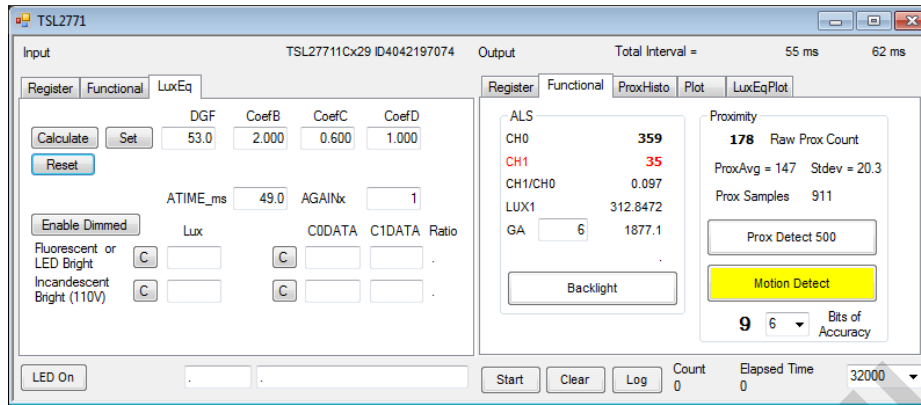 TSL2771
Input TSL27711Cx29 ID4042197074 Output Total Interval = 55 ms 62 ms
Register Functional LuxEq
DGF CoefB CoefC CoefD
Calculate Set 53.0 2.000 0.600 1.000
Reset
ATIME_ms 49.0 AGAINx 1
Enable Dimmed Lux C0DATA C1DATA Ratio
Fluorescent or
LED Bright C C .
Incandescent
Bright (110V) C C .
LED On . .
Register Functional ProxHisto Plot LuxEqPlot
ALS
CH0 359
CH1 35
CH1/CH0 0.097
LUX1 312.8472
GA 6 1877.1
.
Backlight
Proximity
178 Raw Prox Count
ProxAvg = 147 Stdev = 20.3
Prox Samples 911
Prox Detect 500
Motion Detect
9 6 Bits of
Accuracy
Start Clear Log Count Elapsed Time 32000
0 0